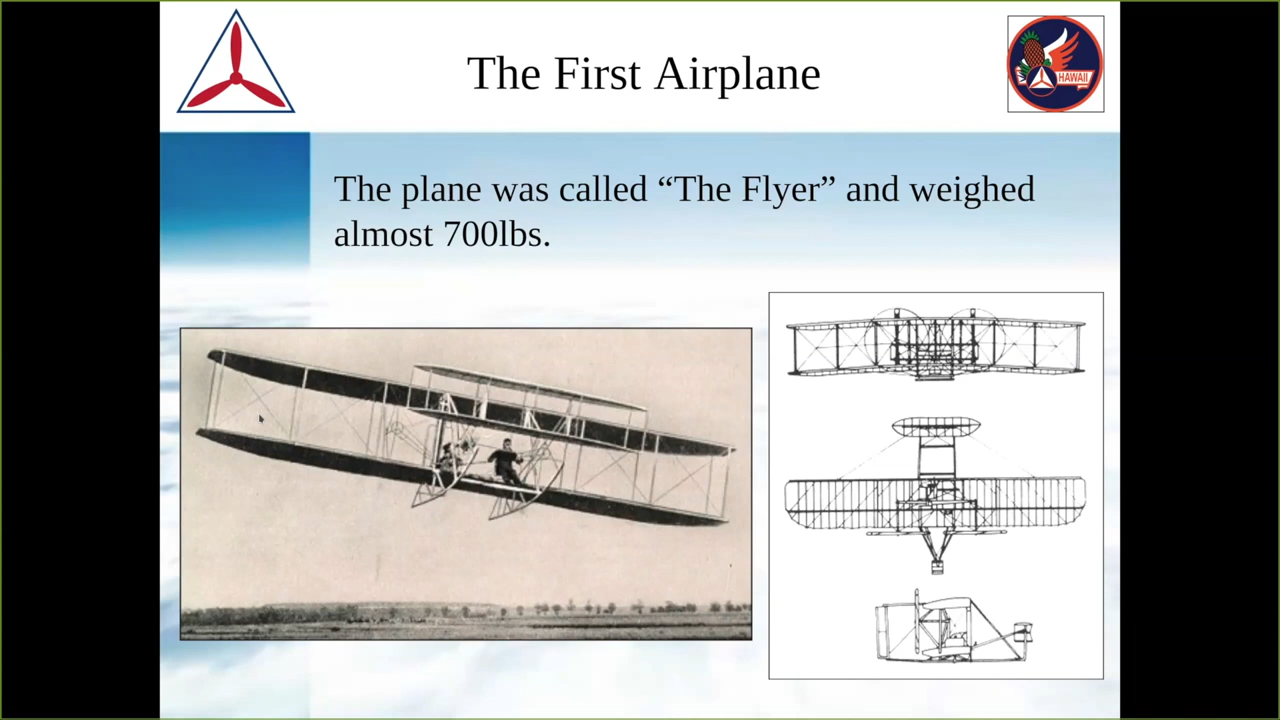 The First Airplane
HAWAII
The plane was called “The Flyer” and weighed
almost 700lbs.